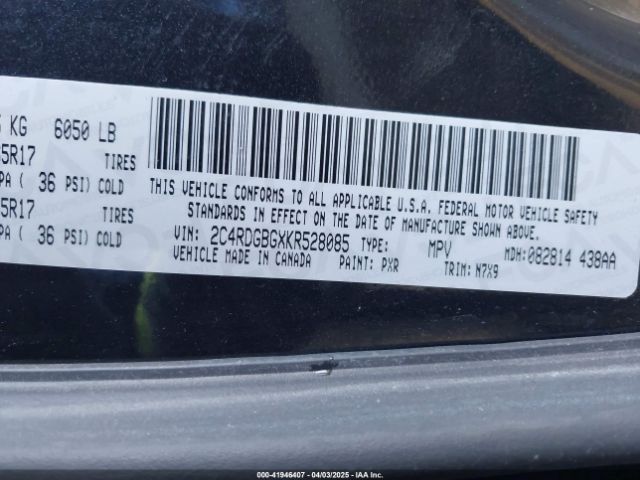 KG 6050 LB
5R17 TIRES
PA ( 36 PSI) COLD
5R17
PA ( 36 PSI) COLD
THIS VEHICLE CONFORMS TO ALL APPLICABLE U.S.A. FEDERAL MOTOR VEHICLE SAFETY
STANDARDS IN EFFECT ON THE DATE OF MANUFACTURE SHOWN ABOVE.
VIN: 2C4RDGBGXKR528085 TYPE: MPV MDH:082814 438AA
VEHICLE MADE IN CANADA PAINT: PXR TRIM: N7X9
000-41946407 - 04/03/2025 - IAA Inc.